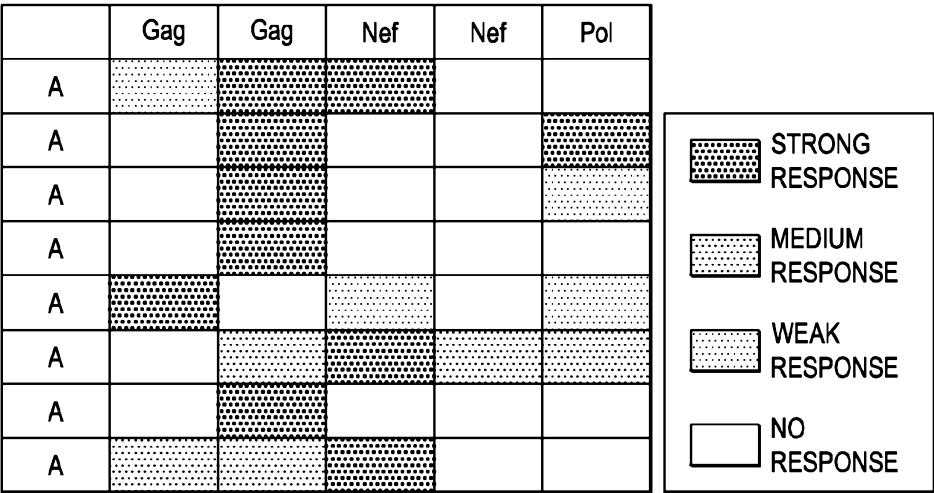 Gag Gag Nef Nef Pol
A
A
A
A
A
A
A
A
STRONG
RESPONSE
MEDIUM
RESPONSE
WEAK
RESPONSE
NO
RESPONSE